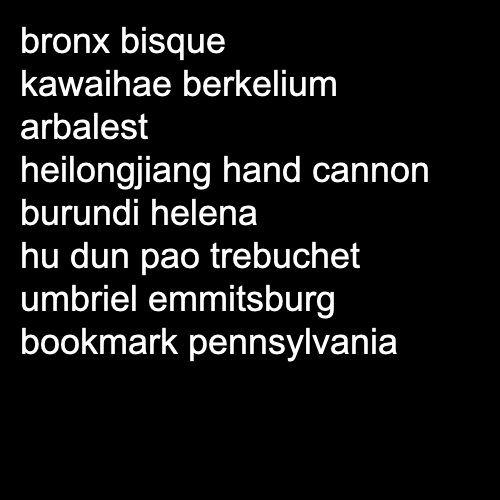 bronx bisque
kawaihae berkelium
arbalest
heilongjiang hand cannon
burundi helena
hu dun pao trebuchet
umbriel emmitsburg
bookmark pennsylvania